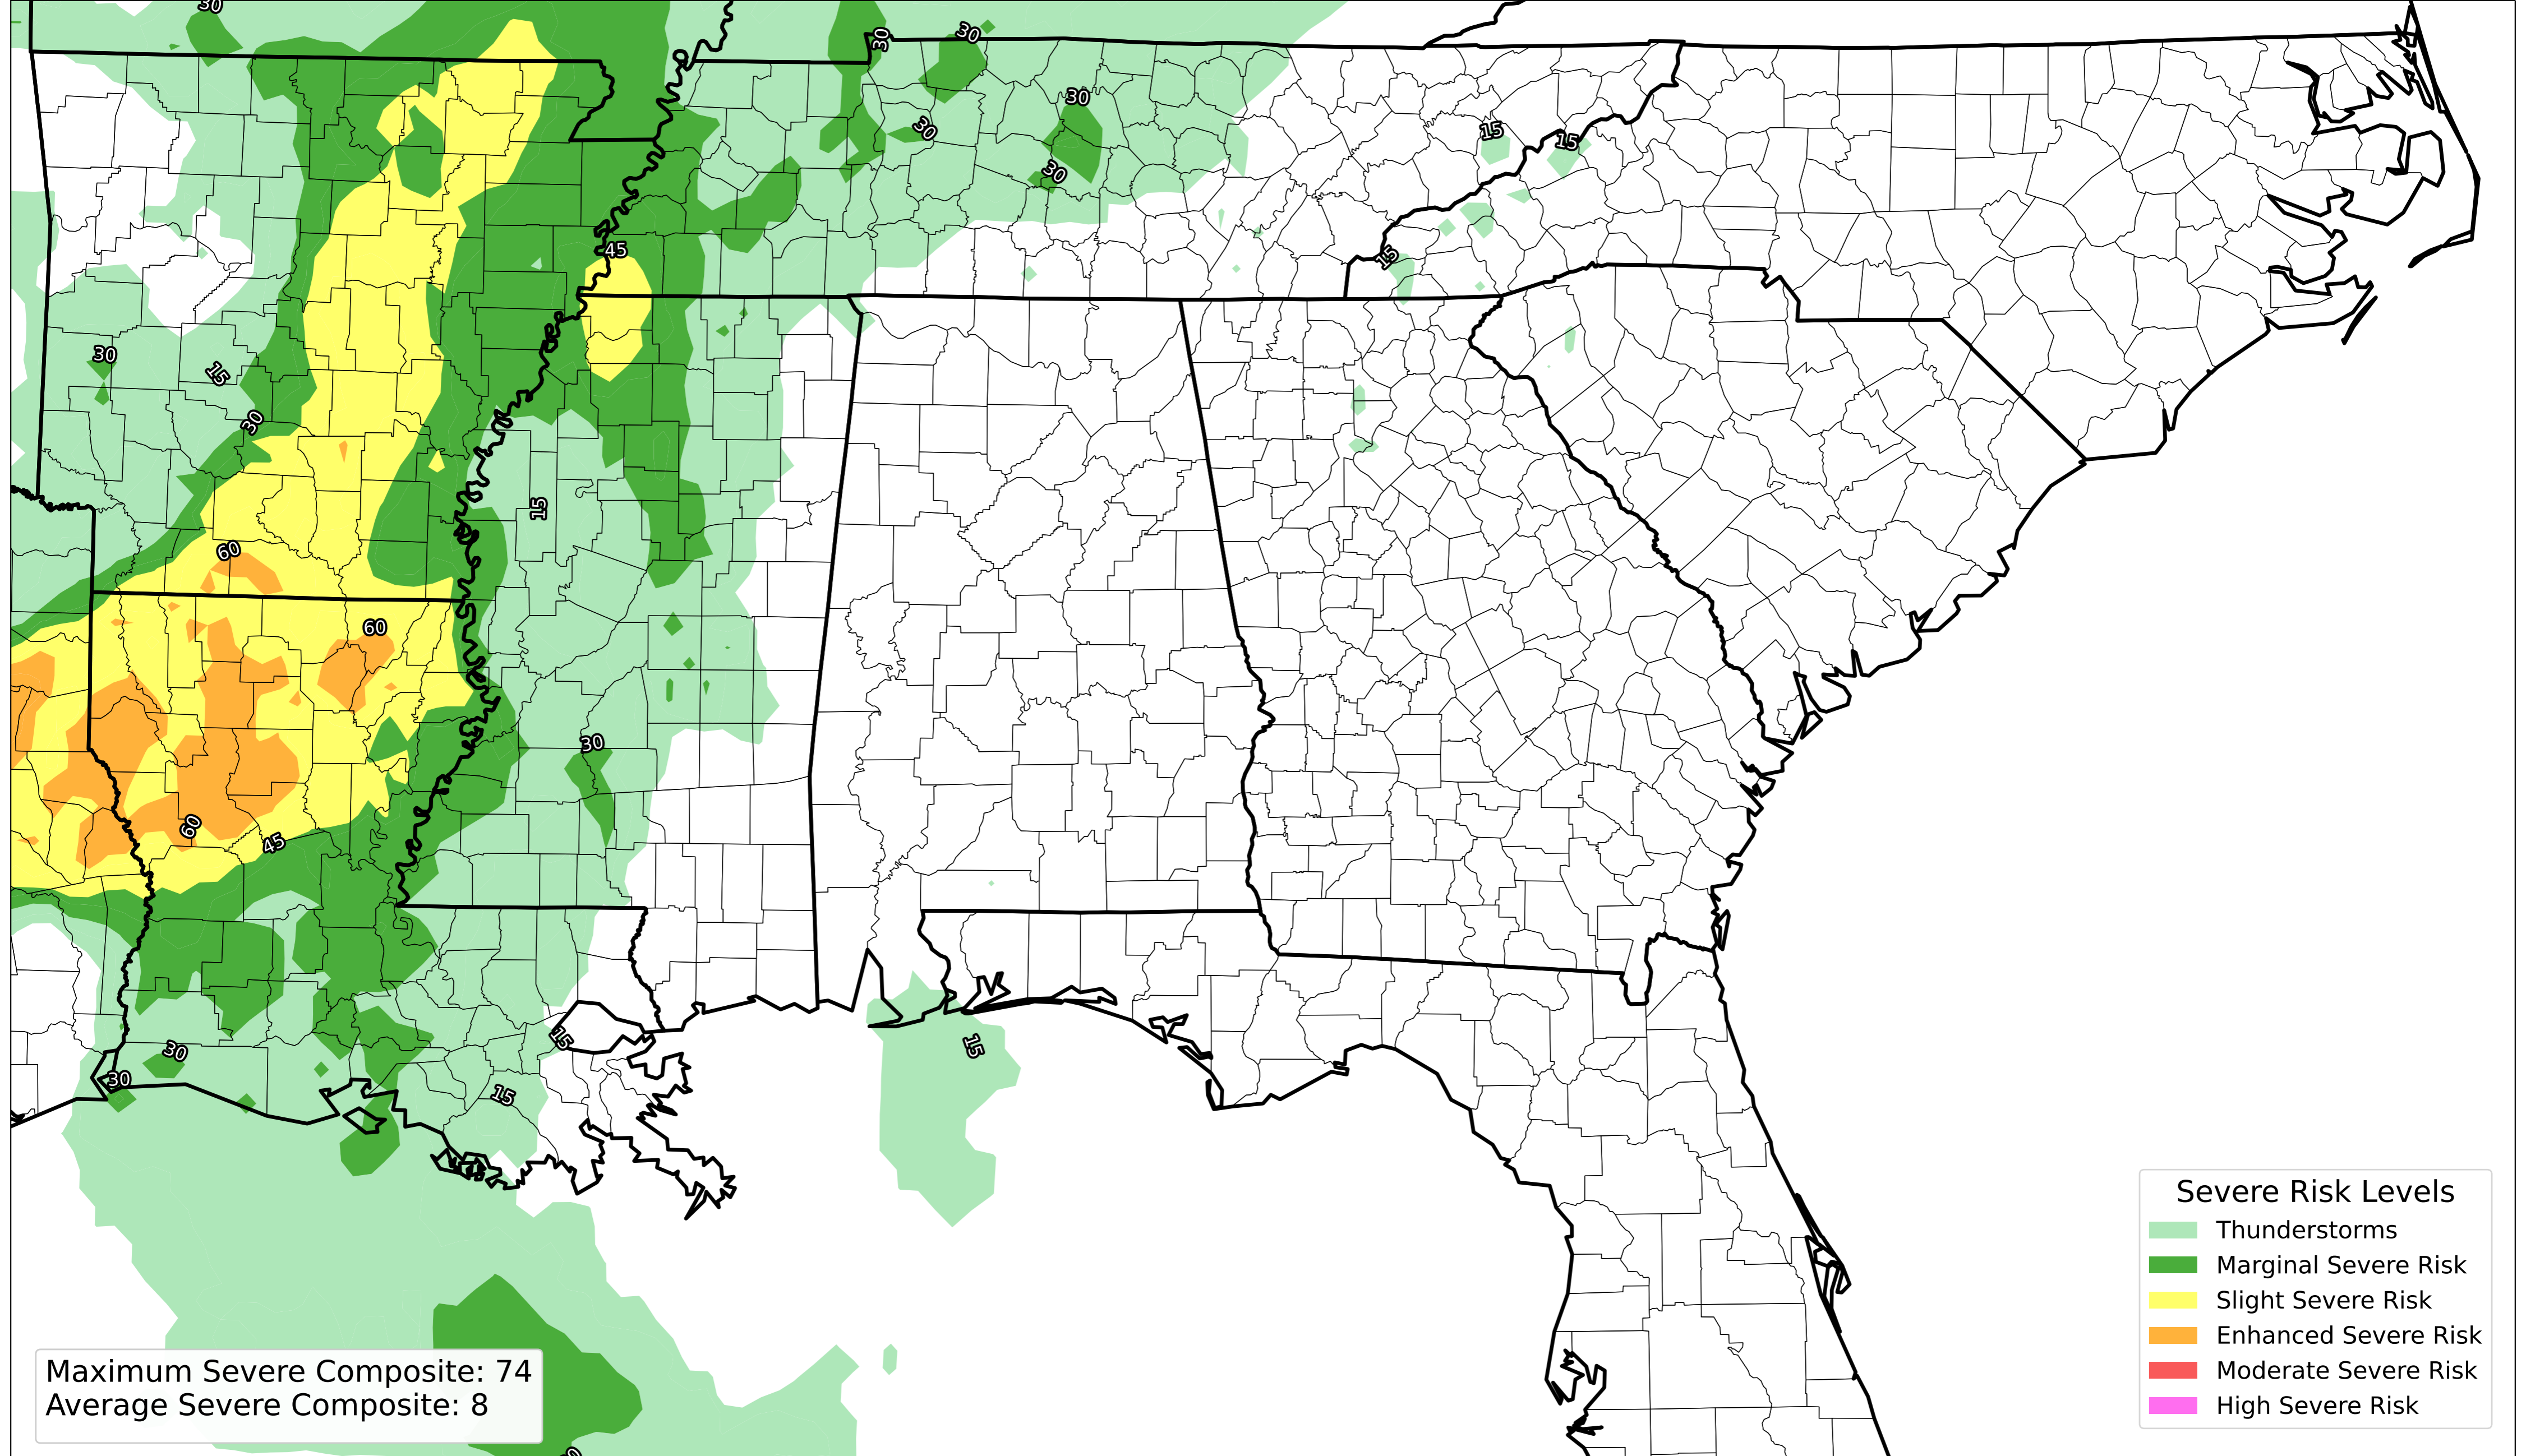 30
30
30
30
30
30
15
15
45
15
30
15
30
15
60
60
30
60
45
15
15
30
30
15
Severe Risk Levels
Thunderstorms
Marginal Severe Risk
Slight Severe Risk
Enhanced Severe Risk
Moderate Severe Risk
High Severe Risk
Maximum Severe Composite: 74
Average Severe Composite: 8